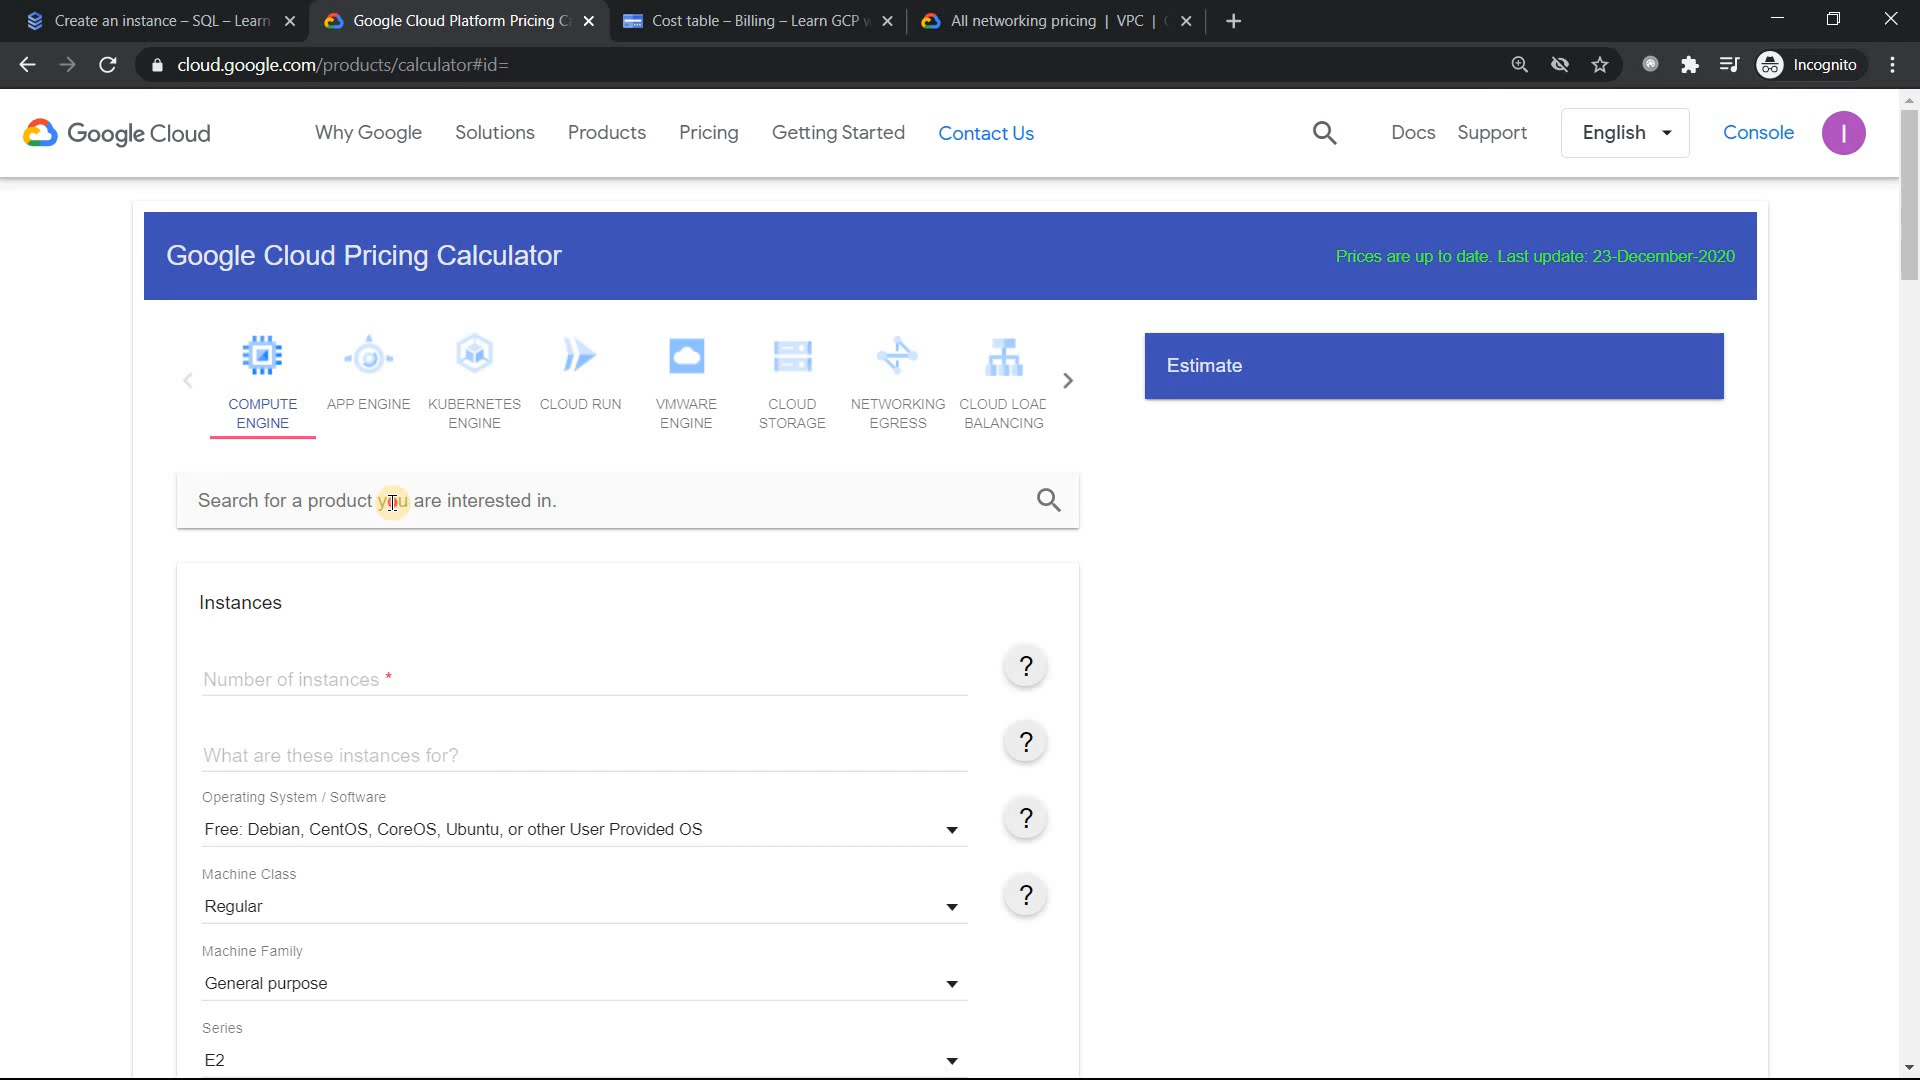 Create an instance – SQL – Learn
Google Cloud Platform Pricing C
Cost table – Billing – Learn GCP w
All networking pricing | VPC |
cloud.google.com/products/calculator#id=
Incognito
Google Cloud
Why Google
Solutions
Products
Pricing
Getting Started
Contact Us
Docs
Support
English
Console
I
Google Cloud Pricing Calculator
Prices are up to date. Last update: 23-December-2020
COMPUTE ENGINE
APP ENGINE
KUBERNETES ENGINE
CLOUD RUN
VMWARE ENGINE
CLOUD STORAGE
NETWORKING EGRESS
CLOUD LOAD BALANCING
Estimate
Search for a product you are interested in.
Instances
Number of instances *
?
What are these instances for?
?
Operating System / Software
Free: Debian, CentOS, CoreOS, Ubuntu, or other User Provided OS
?
Machine Class
Regular
?
Machine Family
General purpose
Series
E2